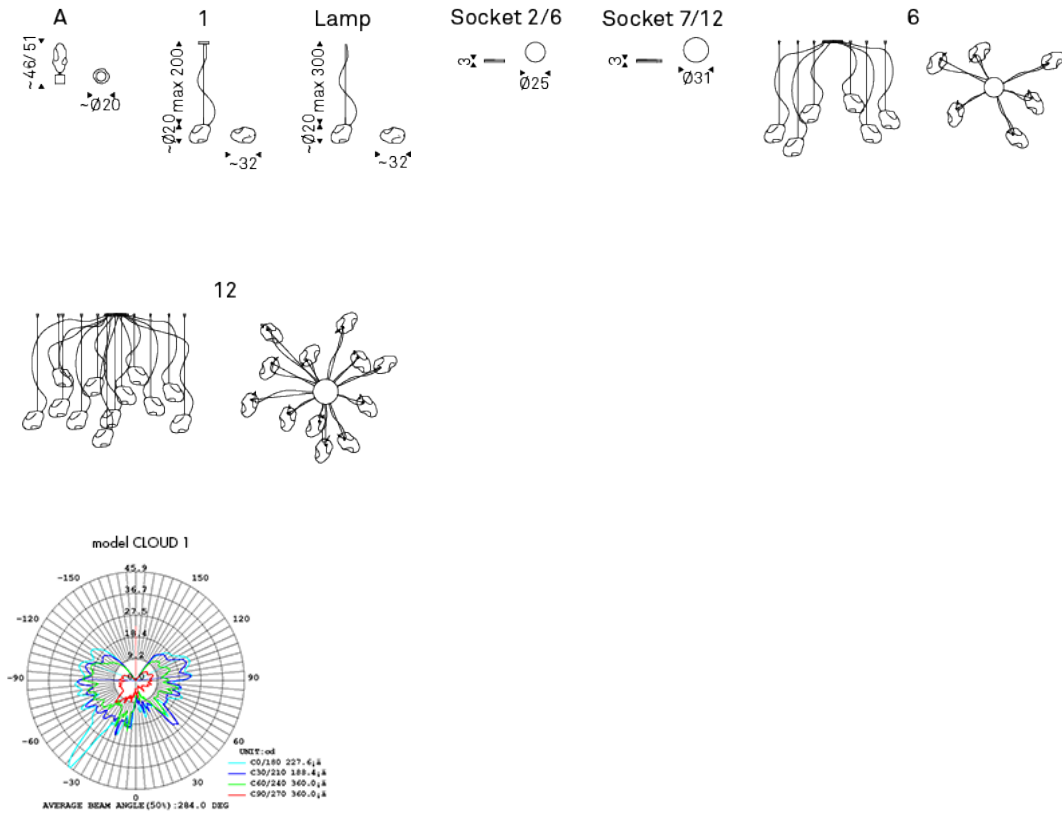 A
~46/51
~Ø20
1
max 200
~Ø20
~32
Lamp
max 300
~Ø20
~32
Socket 2/6
3
Ø25
Socket 7/12
3
Ø31
6
12
model CLOUD 1
-150
45.9
150
36.7
27.5
-120
120
18.4
9.2
-90
90
-60
60
-30
30
0
UNIT:cd
C0/180 227.6¡ã
C30/210 188.4¡ã
C60/240 360.0¡ã
C90/270 360.0¡ã
AVERAGE BEAM ANGLE(50%):284.0 DEG